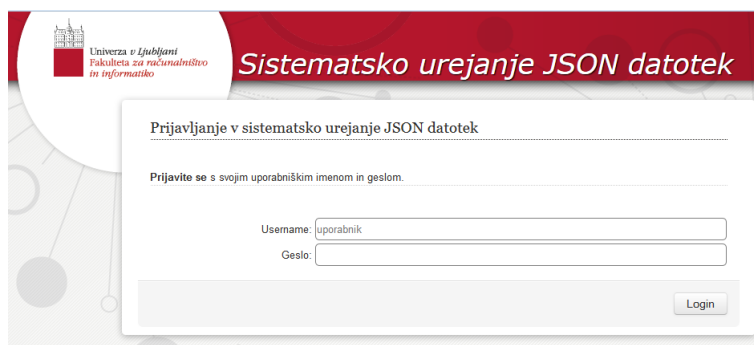 Univerza v Ljubljani
Fakulteta za računalništvo
in informatiko
Sistematsko urejanje JSON datotek
Prijavljanje v sistematsko urejanje JSON datotek
Prijavite se s svojim uporabniškim imenom in geslom.
Username: uporabnik
Geslo:
Login